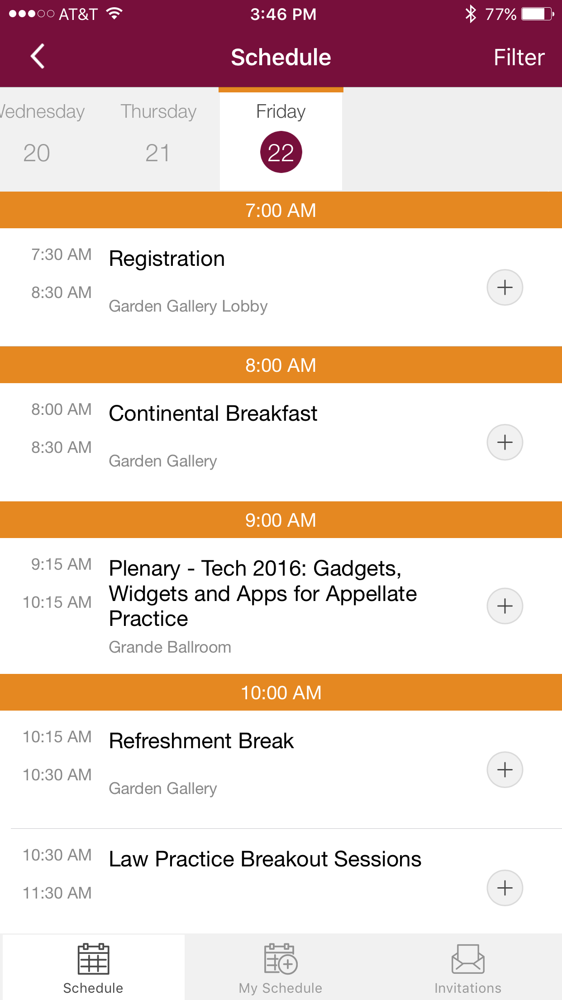 AT&T 3:46 PM 77%
Schedule Filter
Wednesday Thursday Friday
20 21 22
7:00 AM
7:30 AM Registration
8:30 AM
Garden Gallery Lobby
8:00 AM
8:00 AM Continental Breakfast
8:30 AM
Garden Gallery
9:00 AM
9:15 AM Plenary - Tech 2016: Gadgets,
Widgets and Apps for Appellate
10:15 AM
Practice
Grande Ballroom
10:00 AM
10:15 AM Refreshment Break
10:30 AM
Garden Gallery
10:30 AM Law Practice Breakout Sessions
11:30 AM
Schedule My Schedule Invitations